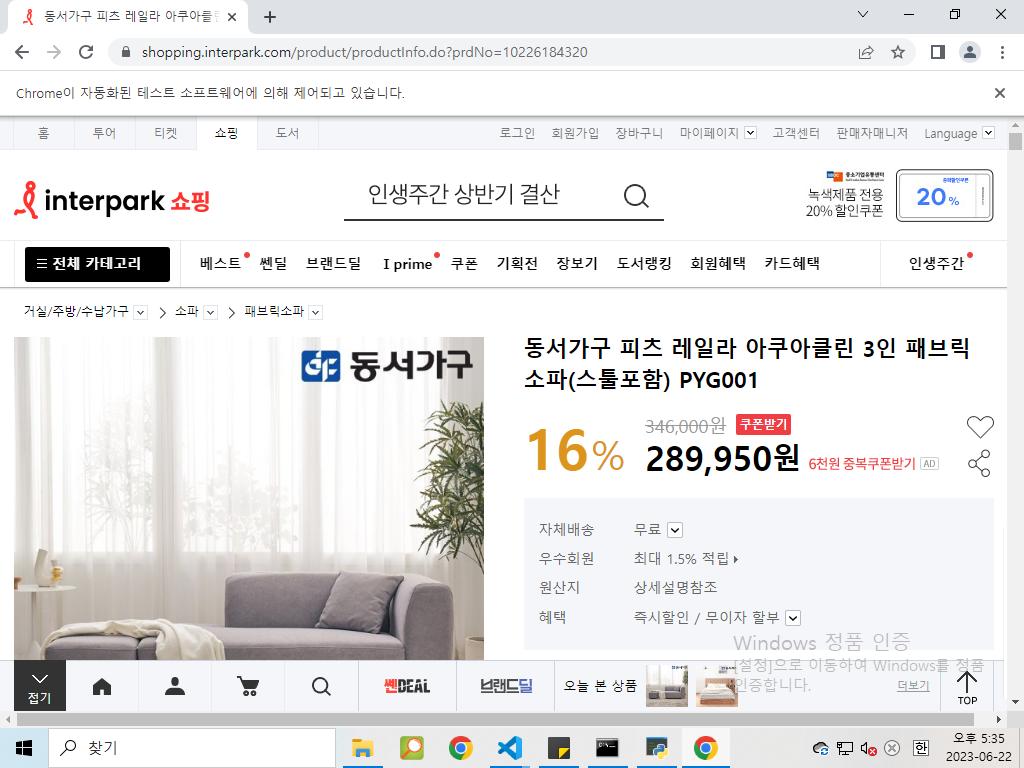 동서가구 피츠 레일라 아쿠아클린
shopping.interpark.com/product/productInfo.do?prdNo=10226184320
Chrome이 자동화된 테스트 소프트웨어에 의해 제어되고 있습니다.
홈 투어 티켓 쇼핑 도서 로그인 회원가입 장바구니 마이페이지 고객센터 판매자매니저 Language
interpark 쇼핑
인생주간 상반기 결산
중소기업유통센터
녹색제품 전용
20% 할인쿠폰
중복할인쿠폰
20%
전체 카테고리 베스트 쎈딜 브랜드딜 I prime 쿠폰 기획전 장보기 도서랭킹 회원혜택 카드혜택 인생주간
거실/주방/수납가구 소파 패브릭소파
동서가구
동서가구 피츠 레일라 아쿠아클린 3인 패브릭
소파(스툴포함) PYG001
16%
346,000원 쿠폰받기
289,950원 6천원 중복쿠폰받기 AD
자체배송 무료
우수회원 최대 1.5% 적립
원산지 상세설명참조
혜택 즉시할인 / 무이자 할부
Windows 정품 인증
[설정]으로 이동하여 Windows를 정품
인증합니다.
접기
쎈DEAL
브랜드딜
오늘 본 상품
더보기
TOP
찾기
한
오후 5:35
2023-06-22